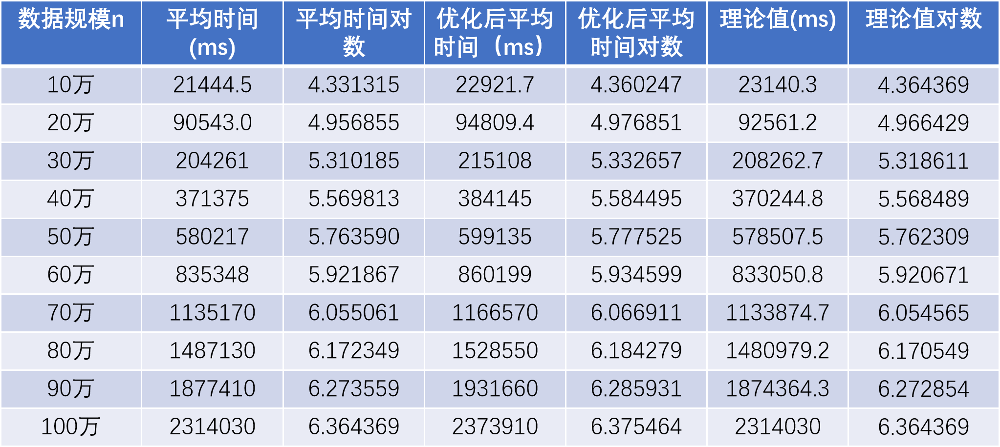 数据规模n 平均时间(ms) 平均时间对数 优化后平均时间（ms） 优化后平均时间对数 理论值(ms) 理论值对数
10万 21444.5 4.331315 22921.7 4.360247 23140.3 4.364369
20万 90543.0 4.956855 94809.4 4.976851 92561.2 4.966429
30万 204261 5.310185 215108 5.332657 208262.7 5.318611
40万 371375 5.569813 384145 5.584495 370244.8 5.568489
50万 580217 5.763590 599135 5.777525 578507.5 5.762309
60万 835348 5.921867 860199 5.934599 833050.8 5.920671
70万 1135170 6.055061 1166570 6.066911 1133874.7 6.054565
80万 1487130 6.172349 1528550 6.184279 1480979.2 6.170549
90万 1877410 6.273559 1931660 6.285931 1874364.3 6.272854
100万 2314030 6.364369 2373910 6.375464 2314030 6.364369